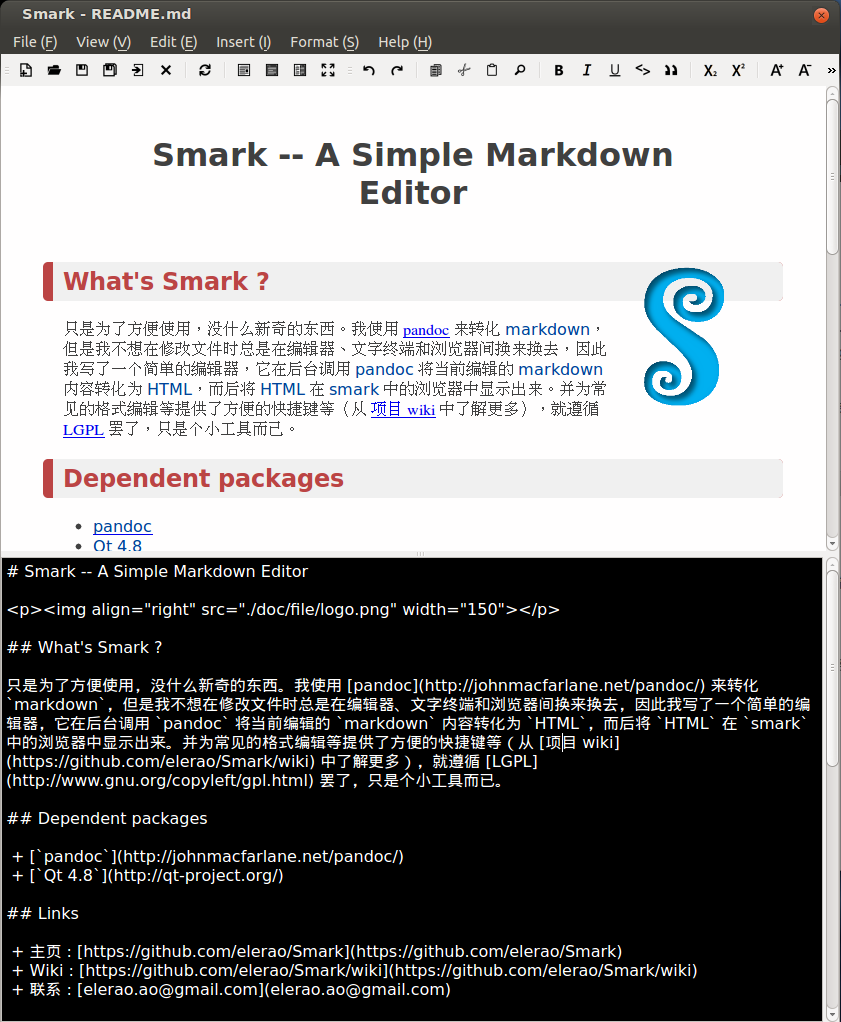 Smark - README.md
File (F) View (V) Edit (E) Insert (I) Format (S) Help (H)
B I U <> X₂ X² A⁺ A⁻ »
Smark -- A Simple Markdown
Editor
What's Smark ?
只是为了方便使用，没什么新奇的东西。我使用 pandoc 来转化 markdown，
但是我不想在修改文件时总是在编辑器、文字终端和浏览器间换来换去，因此
我写了一个简单的编辑器，它在后台调用 pandoc 将当前编辑的 markdown
内容转化为 HTML，而后将 HTML 在 smark 中的浏览器中显示出来。并为常
见的格式编辑等提供了方便的快捷键等（从 项目 wiki 中了解更多），就遵循
LGPL 罢了，只是个小工具而已。
Dependent packages
• pandoc
• Qt 4.8
# Smark -- A Simple Markdown Editor
<p><img align="right" src="./doc/file/logo.png" width="150"></p>
## What's Smark ?
只是为了方便使用，没什么新奇的东西。我使用 [pandoc](http://johnmacfarlane.net/pandoc/) 来转化
`markdown`，但是我不想在修改文件时总是在编辑器、文字终端和浏览器间换来换去，因此我写了一个简单的编
辑器，它在后台调用 `pandoc` 将当前编辑的 `markdown` 内容转化为 `HTML`，而后将 `HTML` 在 `smark`
中的浏览器中显示出来。并为常见的格式编辑等提供了方便的快捷键等（从 [项目 wiki]
(https://github.com/elerao/Smark/wiki) 中了解更多），就遵循 [LGPL]
(http://www.gnu.org/copyleft/gpl.html) 罢了，只是个小工具而已。
## Dependent packages
+ [`pandoc`](http://johnmacfarlane.net/pandoc/)
+ [`Qt 4.8`](http://qt-project.org/)
## Links
+ 主页：[https://github.com/elerao/Smark](https://github.com/elerao/Smark)
+ Wiki：[https://github.com/elerao/Smark/wiki](https://github.com/elerao/Smark/wiki)
+ 联系：[elerao.ao@gmail.com](elerao.ao@gmail.com)